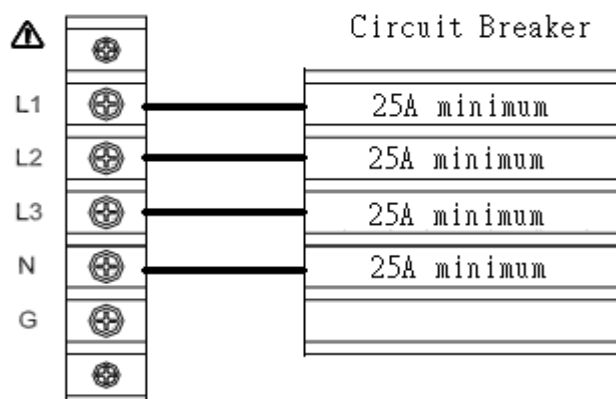 Circuit Breaker
L1 25A minimum
L2 25A minimum
L3 25A minimum
N 25A minimum
G